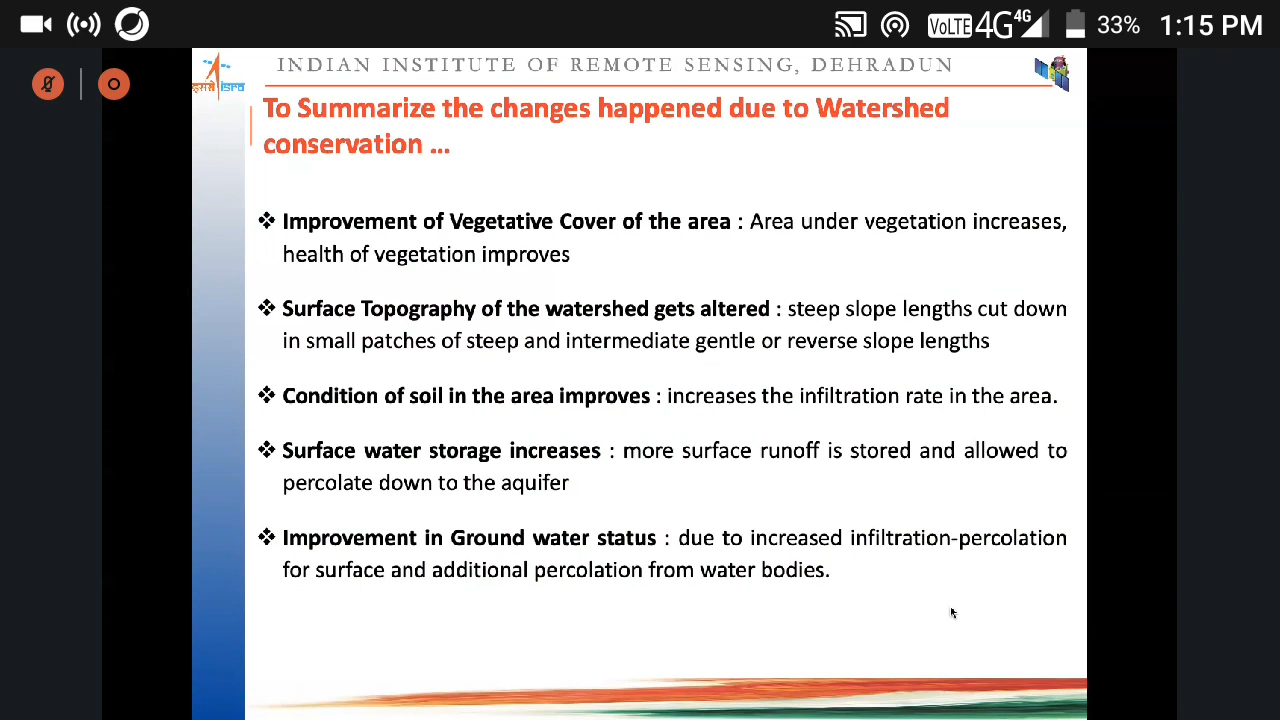 VoLTE 4G 4G 33% 1:15 PM
INDIAN INSTITUTE OF REMOTE SENSING, DEHRADUN
इसरो isro
To Summarize the changes happened due to Watershed
conservation ...
❖ Improvement of Vegetative Cover of the area : Area under vegetation increases,
health of vegetation improves
❖ Surface Topography of the watershed gets altered : steep slope lengths cut down
in small patches of steep and intermediate gentle or reverse slope lengths
❖ Condition of soil in the area improves : increases the infiltration rate in the area.
❖ Surface water storage increases : more surface runoff is stored and allowed to
percolate down to the aquifer
❖ Improvement in Ground water status : due to increased infiltration-percolation
for surface and additional percolation from water bodies.